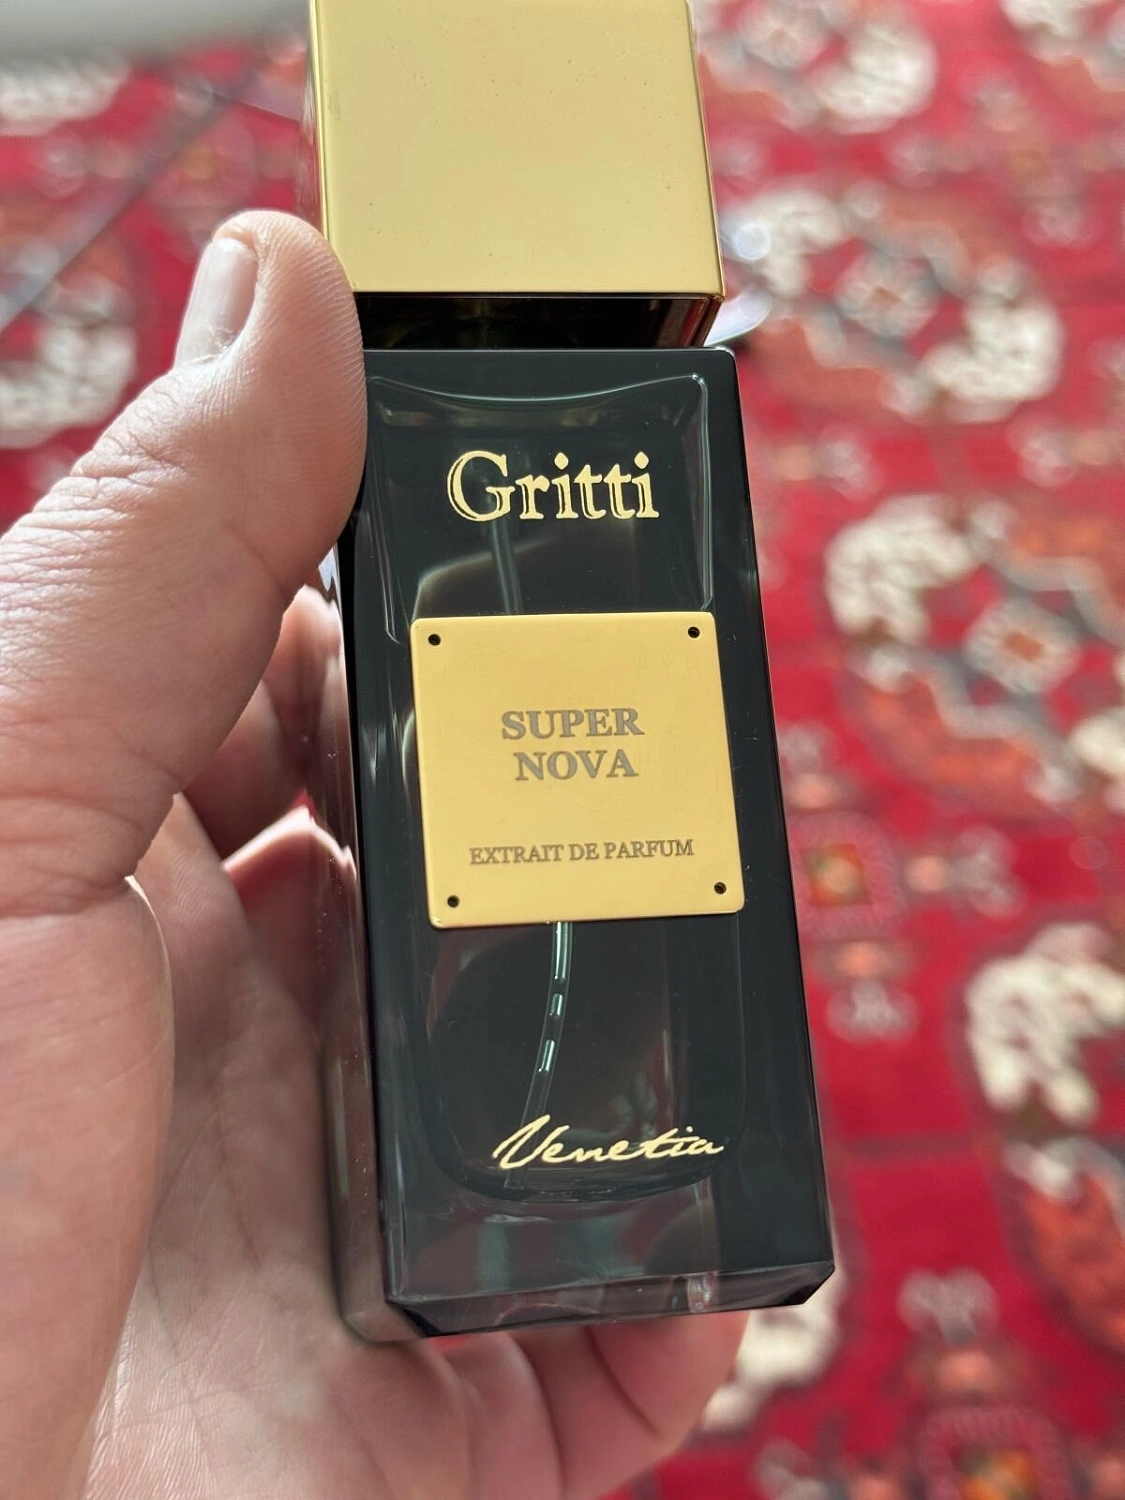 Gritti
SUPER
NOVA
EXTRAIT DE PARFUM
Venetia